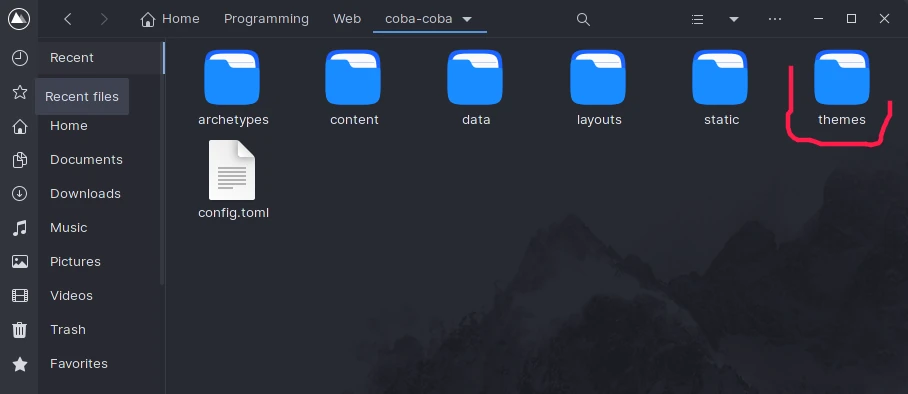 Home Programming Web coba-coba
Recent
Recent files
Home
Documents
Downloads
Music
Pictures
Videos
Trash
Favorites
archetypes content data layouts static themes
config.toml